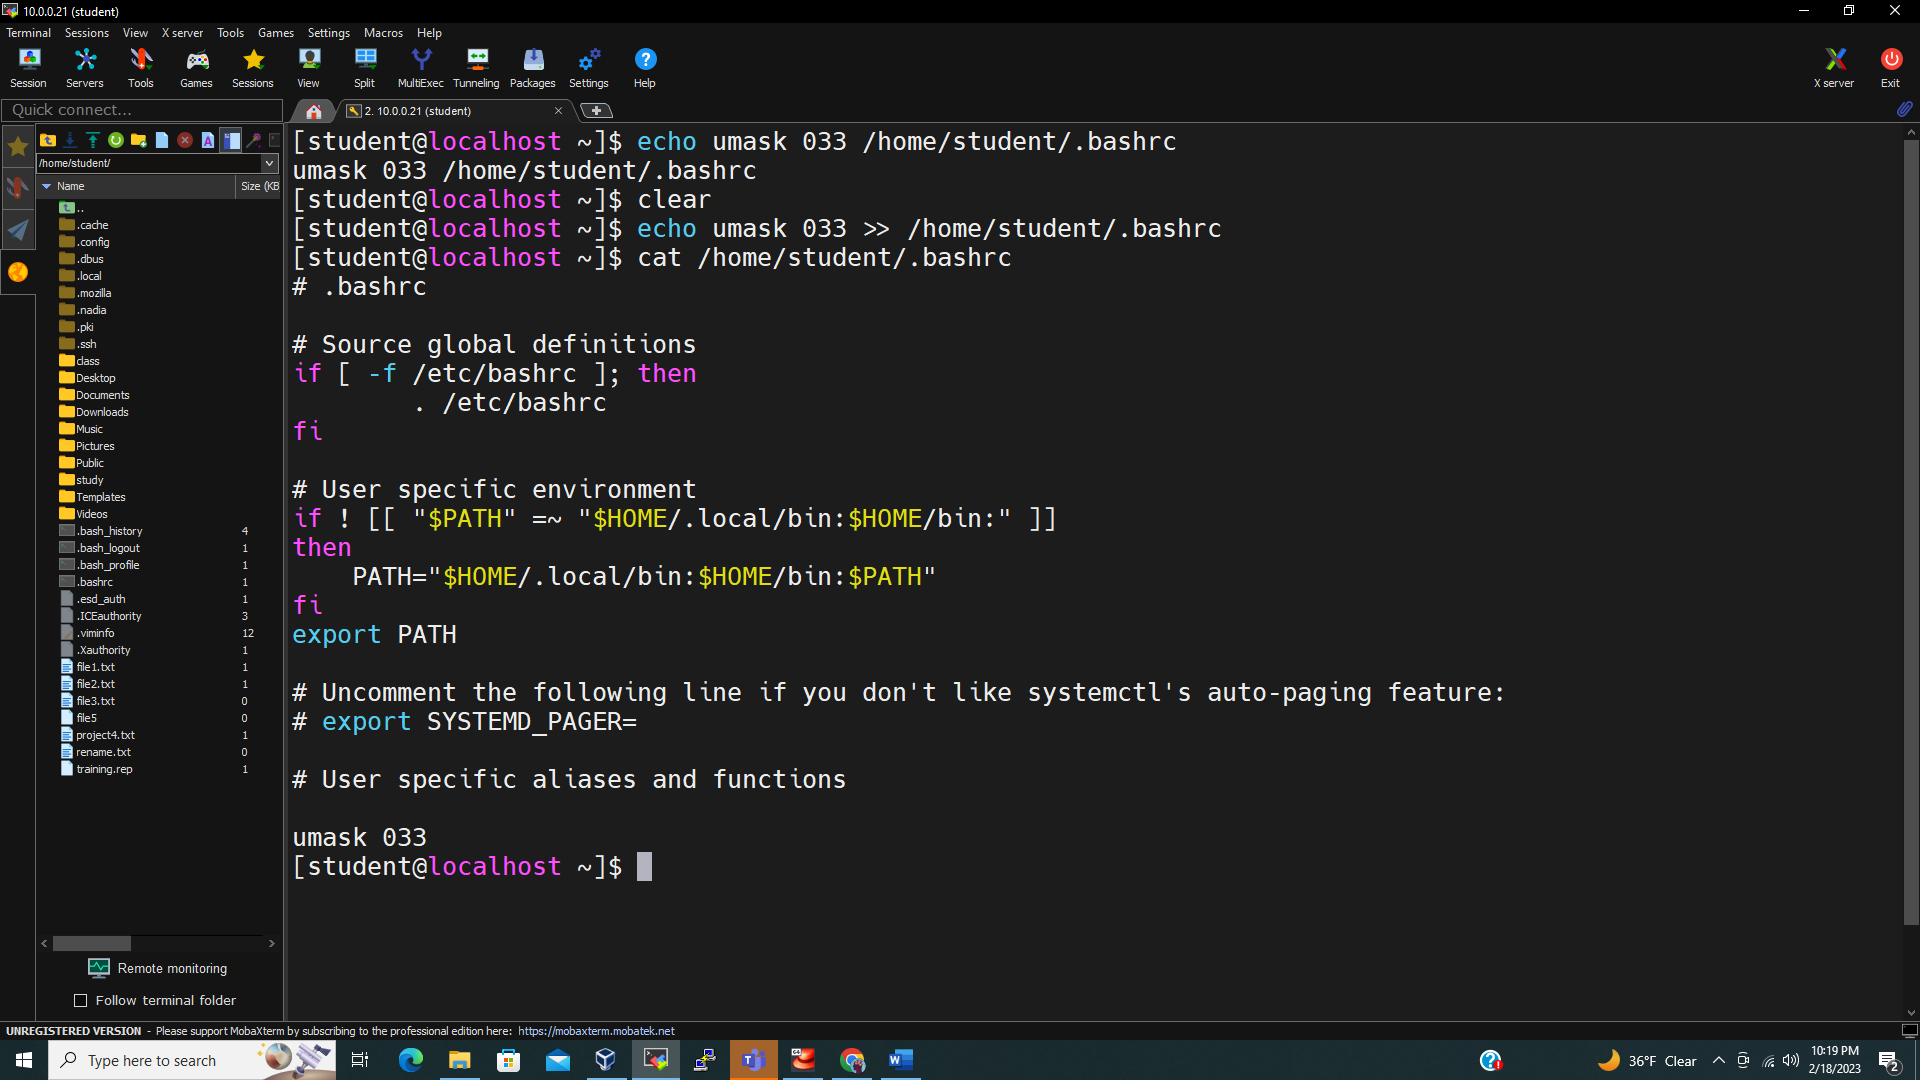 10.0.0.21 (student)
Terminal Sessions View X server Tools Games Settings Macros Help
Session Servers Tools Games Sessions View Split MultiExec Tunneling Packages Settings Help X server Exit
Quick connect...
2. 10.0.0.21 (student)
/home/student/
Name Size (KB
..
.cache
.config
.dbus
.local
.mozilla
.nadia
.pki
.ssh
class
Desktop
Documents
Downloads
Music
Pictures
Public
study
Templates
Videos
.bash_history 4
.bash_logout 1
.bash_profile 1
.bashrc 1
.esd_auth 1
.ICEauthority 3
.viminfo 12
.Xauthority 1
file1.txt 1
file2.txt 1
file3.txt 0
file5 0
project4.txt 1
rename.txt 0
training.rep 1
Remote monitoring
Follow terminal folder
[student@localhost ~]$ echo umask 033 /home/student/.bashrc
umask 033 /home/student/.bashrc
[student@localhost ~]$ clear
[student@localhost ~]$ echo umask 033 >> /home/student/.bashrc
[student@localhost ~]$ cat /home/student/.bashrc
# .bashrc
# Source global definitions
if [ -f /etc/bashrc ]; then
. /etc/bashrc
fi
# User specific environment
if ! [[ "$PATH" =~ "$HOME/.local/bin:$HOME/bin:" ]]
then
PATH="$HOME/.local/bin:$HOME/bin:$PATH"
fi
export PATH
# Uncomment the following line if you don't like systemctl's auto-paging feature:
# export SYSTEMD_PAGER=
# User specific aliases and functions
umask 033
[student@localhost ~]$
UNREGISTERED VERSION - Please support MobaXterm by subscribing to the professional edition here: https://mobaxterm.mobatek.net
Type here to search
36°F Clear
10:19 PM
2/18/2023
2